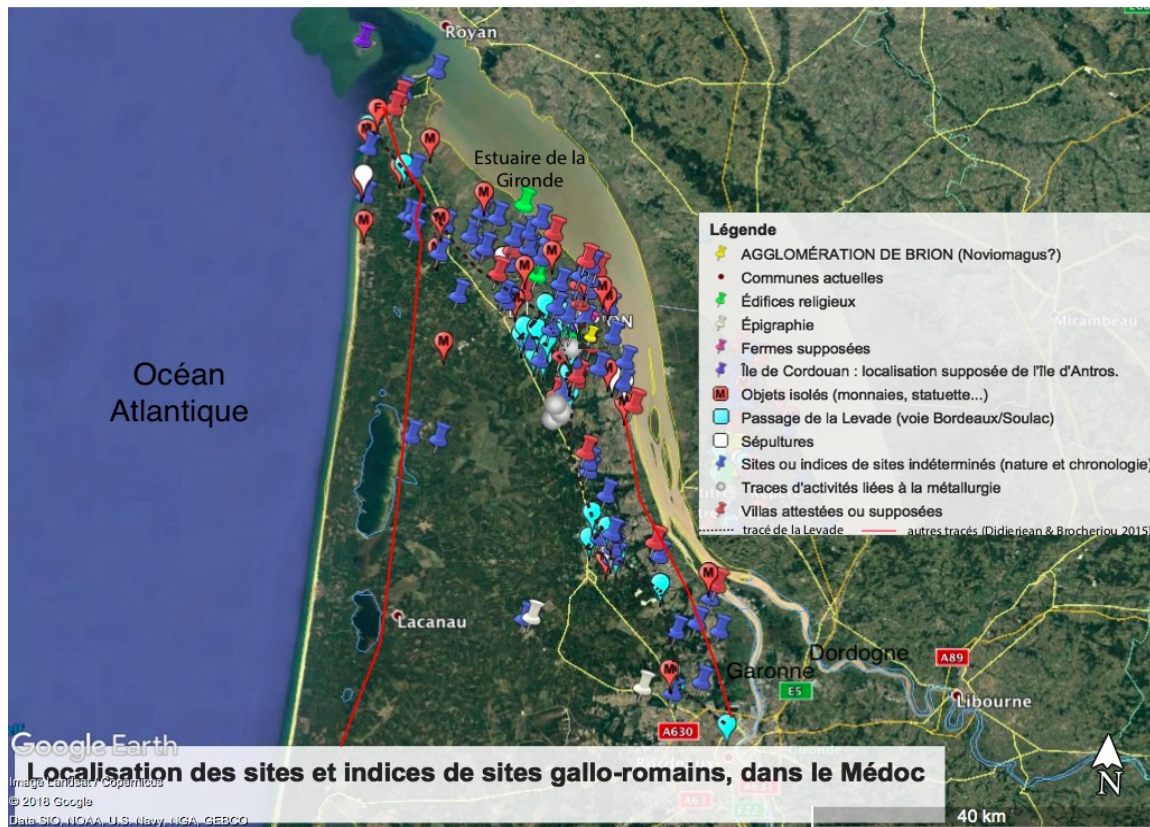 Royan
F
M
M
Estuaire de la
Gironde
M
M
M
M
M
M
M
Légende
AGGLOMÉRATION DE BRION (Noviomagus?)
Communes actuelles
Édifices religieux
Épigraphie
Fermes supposées
Île de Cordouan : localisation supposée de l'île d'Antros.
M Objets isolés (monnaies, statuette...)
Passage de la Levade (voie Bordeaux/Soulac)
Sépultures
Sites ou indices de sites indéterminés (nature et chronologie)
Traces d'activités liées à la métallurgie
Villas attestées ou supposées
tracé de la Levade autres tracés (Didierjean & Brocheriou 2015)
Mirambeau
M
M
Océan
Atlantique
M
Lacanau
Dordogne
Garonne
M
A89
E5
Libourne
A630
Google Earth
Localisation des sites et indices de sites gallo-romains, dans le Médoc
N
Image Landsat / Copernicus
© 2018 Google
Data SIO, NOAA, U.S. Navy, NGA, GEBCO
A63
A631
E72
40 km